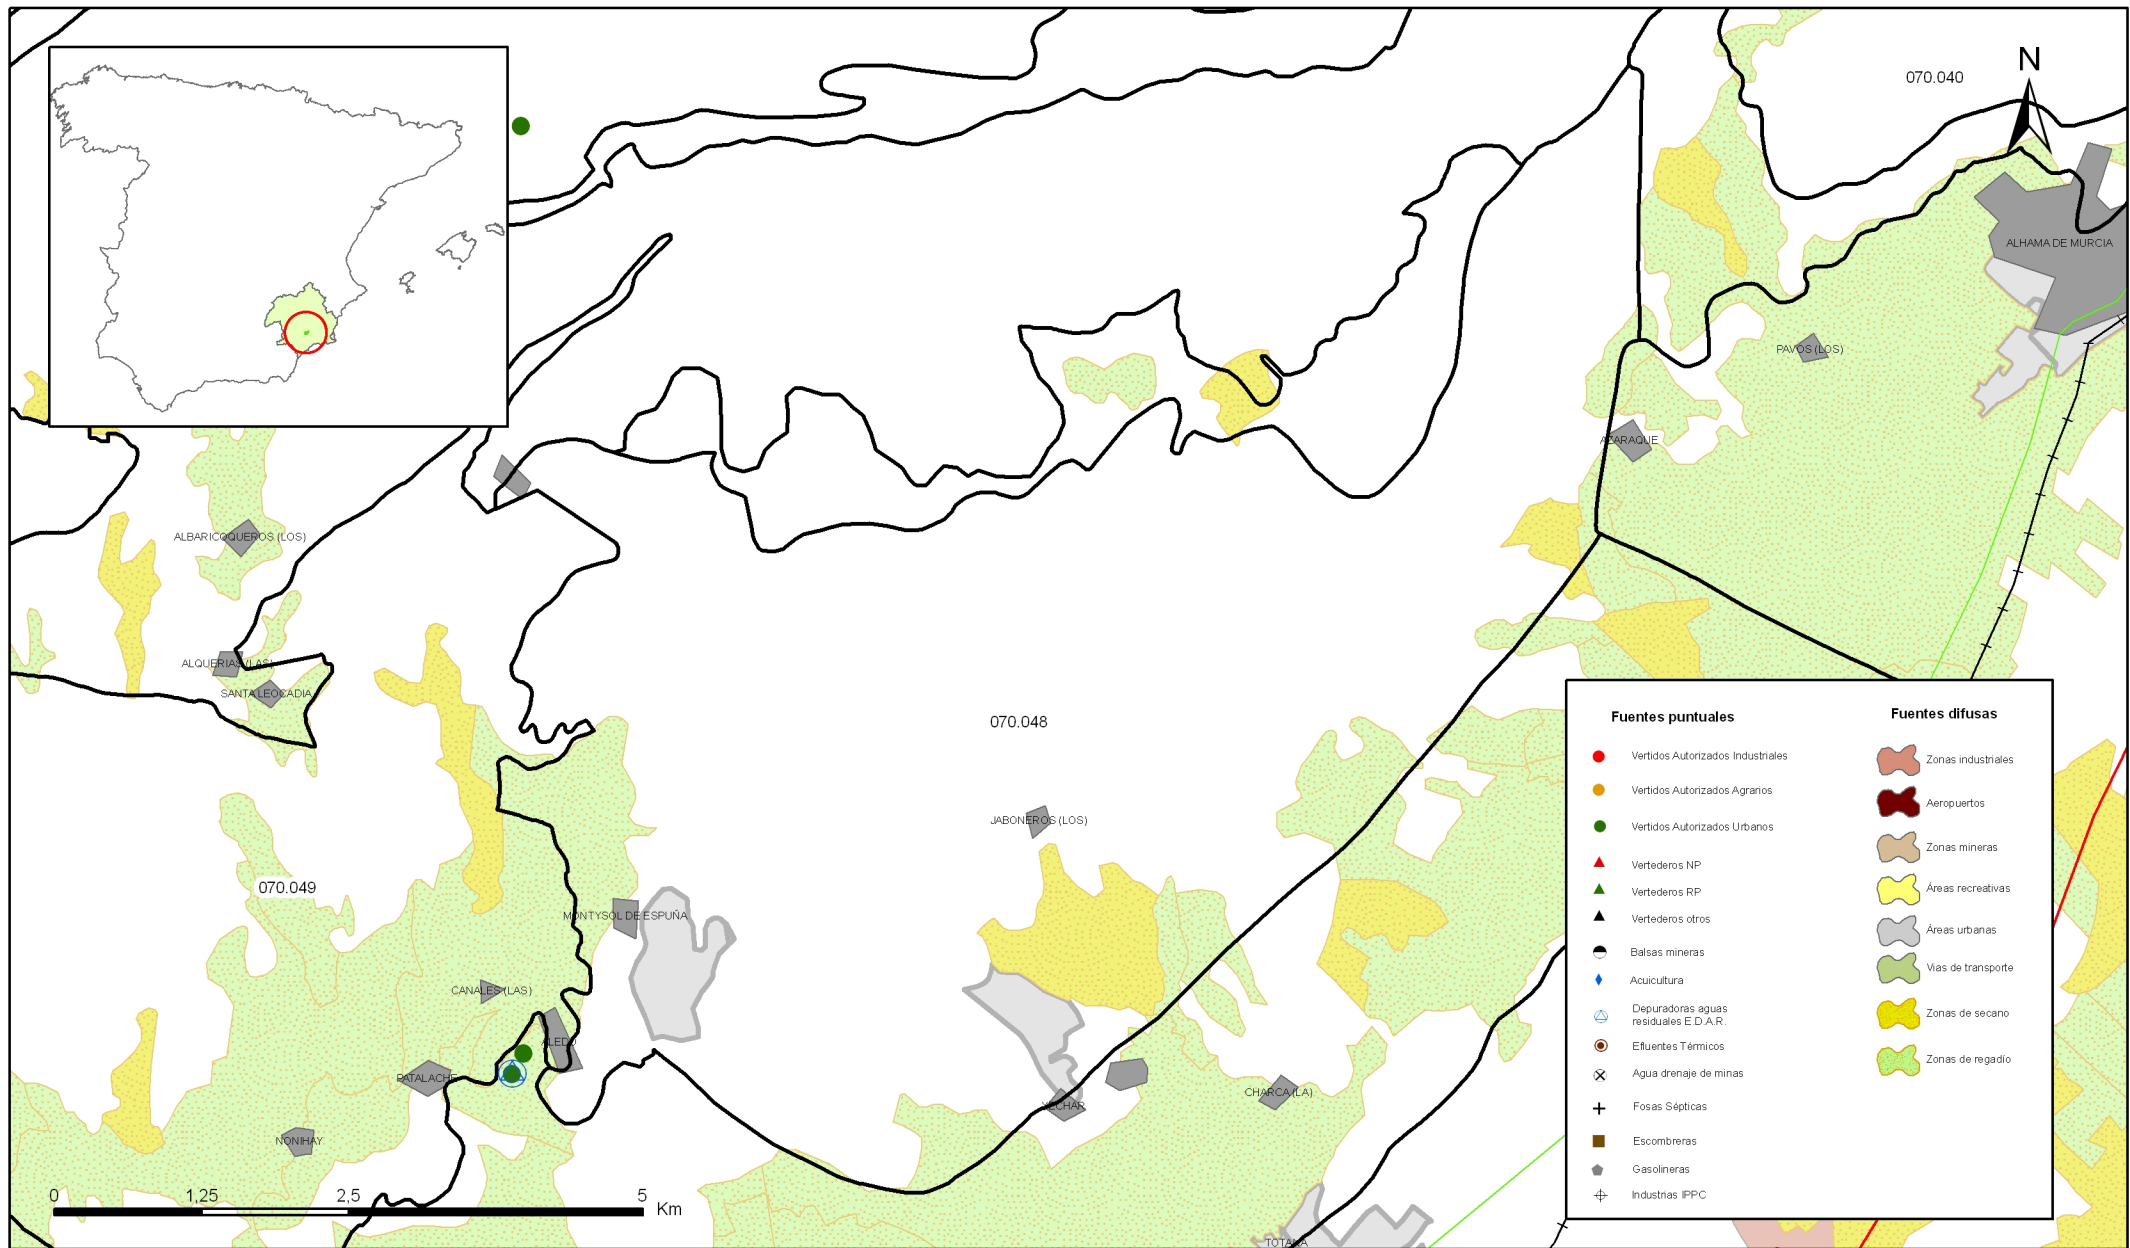 070.040
N
ALHAMA DE MURCIA
PAVOS (LOS)
AZARAQUE
ALBARICOQUEROS (LOS)
ALQUERIAS (LAS)
SANTA LEOCADIA
070.048
JABONEROS (LOS)
070.049
MONTYSOL DE ESPUÑA
CANALES (LAS)
ALEDO
PATALACHE
YECHAR
CHARCA (LA)
NONIHAY
TOTANA
0 1,25 2,5 5 Km
Fuentes puntuales
Vertidos Autorizados Industriales
Vertidos Autorizados Agrarios
Vertidos Autorizados Urbanos
Vertederos NP
Vertederos RP
Vertederos otros
Balsas mineras
Acuicultura
Depuradoras aguas
residuales E.D.A.R.
Efluentes Térmicos
Agua drenaje de minas
Fosas Sépticas
Escombreras
Gasolineras
Industrias IPPC
Fuentes difusas
Zonas industriales
Aeropuertos
Zonas mineras
Áreas recreativas
Áreas urbanas
Vias de transporte
Zonas de secano
Zonas de regadío